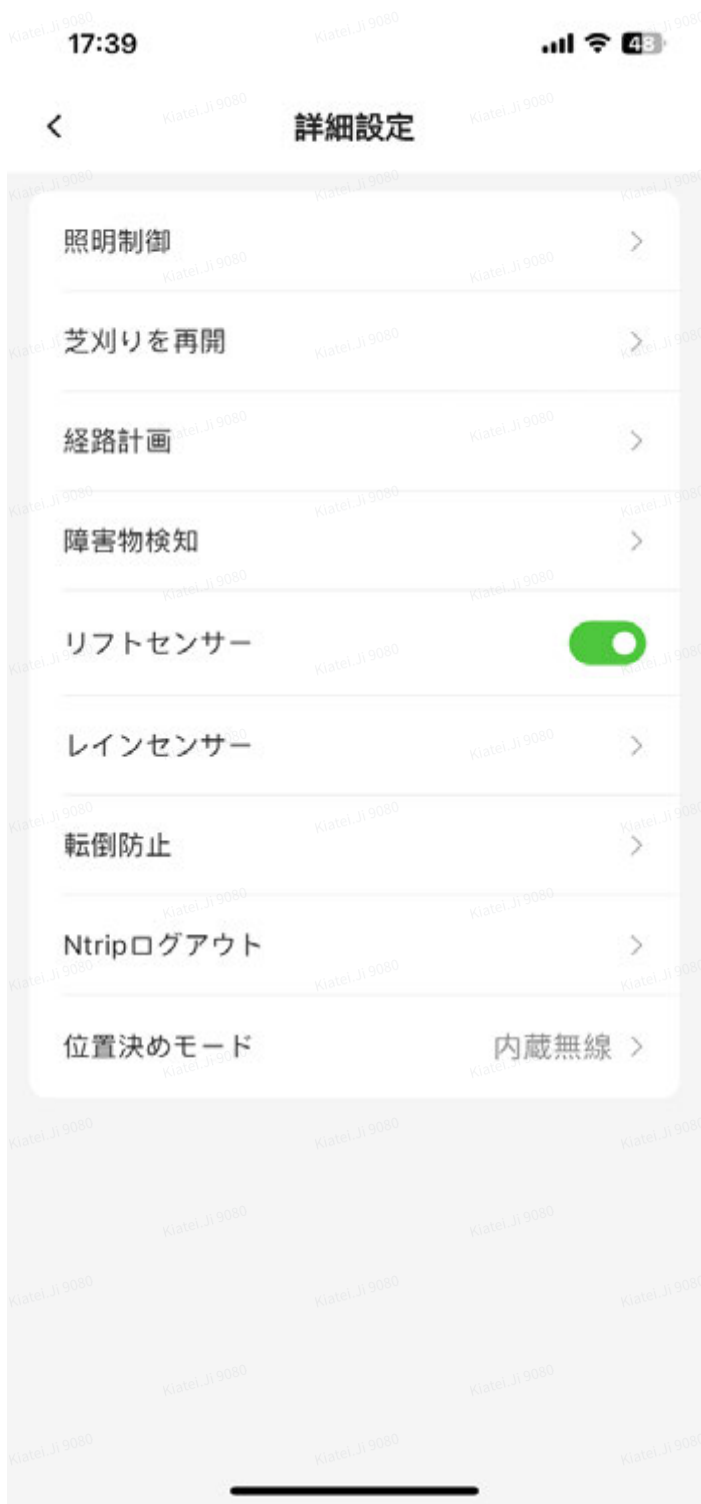 17:39
48
詳細設定
照明制御
芝刈りを再開
経路計画
障害物検知
リフトセンサー
レインセンサー
転倒防止
Ntripログアウト
位置決めモード 内蔵無線
Kiatei.Ji 9080